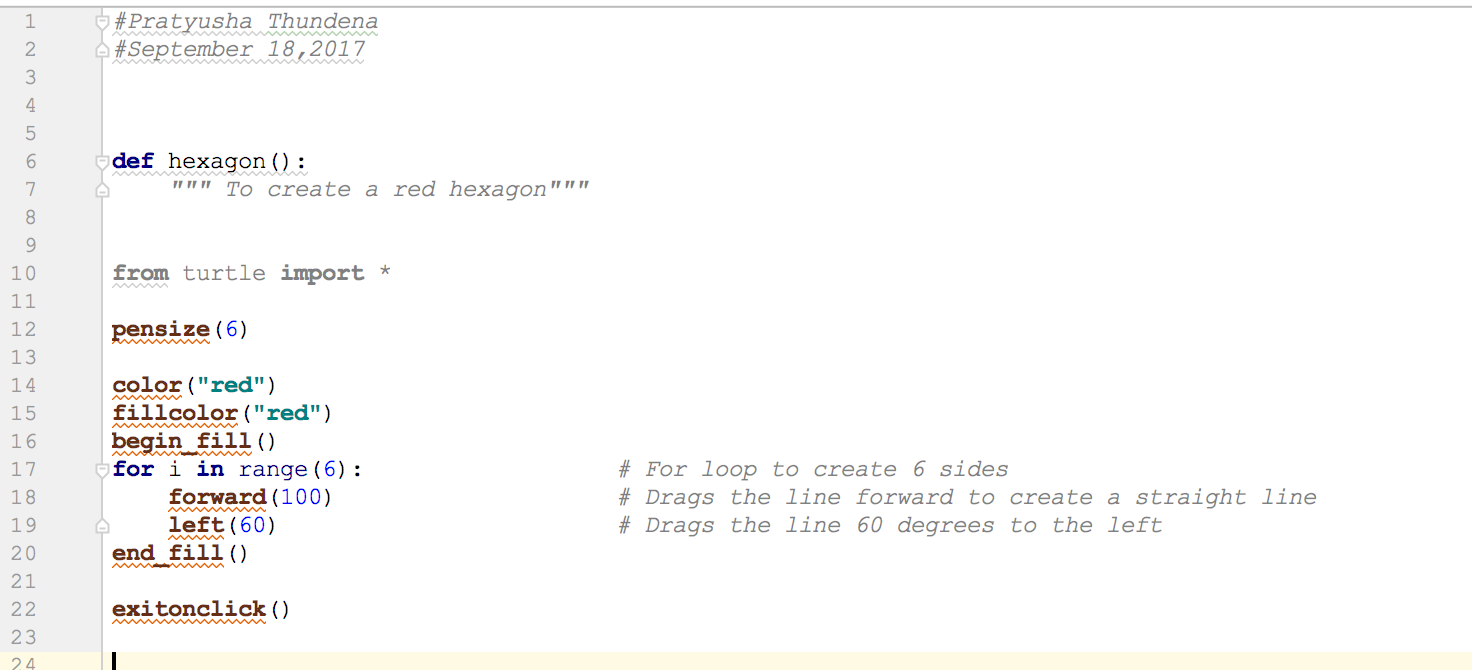 1 #Pratyusha Thundena
2 #September 18,2017
3
4
5
6 def hexagon():
7 """ To create a red hexagon"""
8
9
10 from turtle import *
11
12 pensize(6)
13
14 color("red")
15 fillcolor("red")
16 begin_fill()
17 for i in range(6): # For loop to create 6 sides
18 forward(100) # Drags the line forward to create a straight line
19 left(60) # Drags the line 60 degrees to the left
20 end_fill()
21
22 exitonclick()
23
24